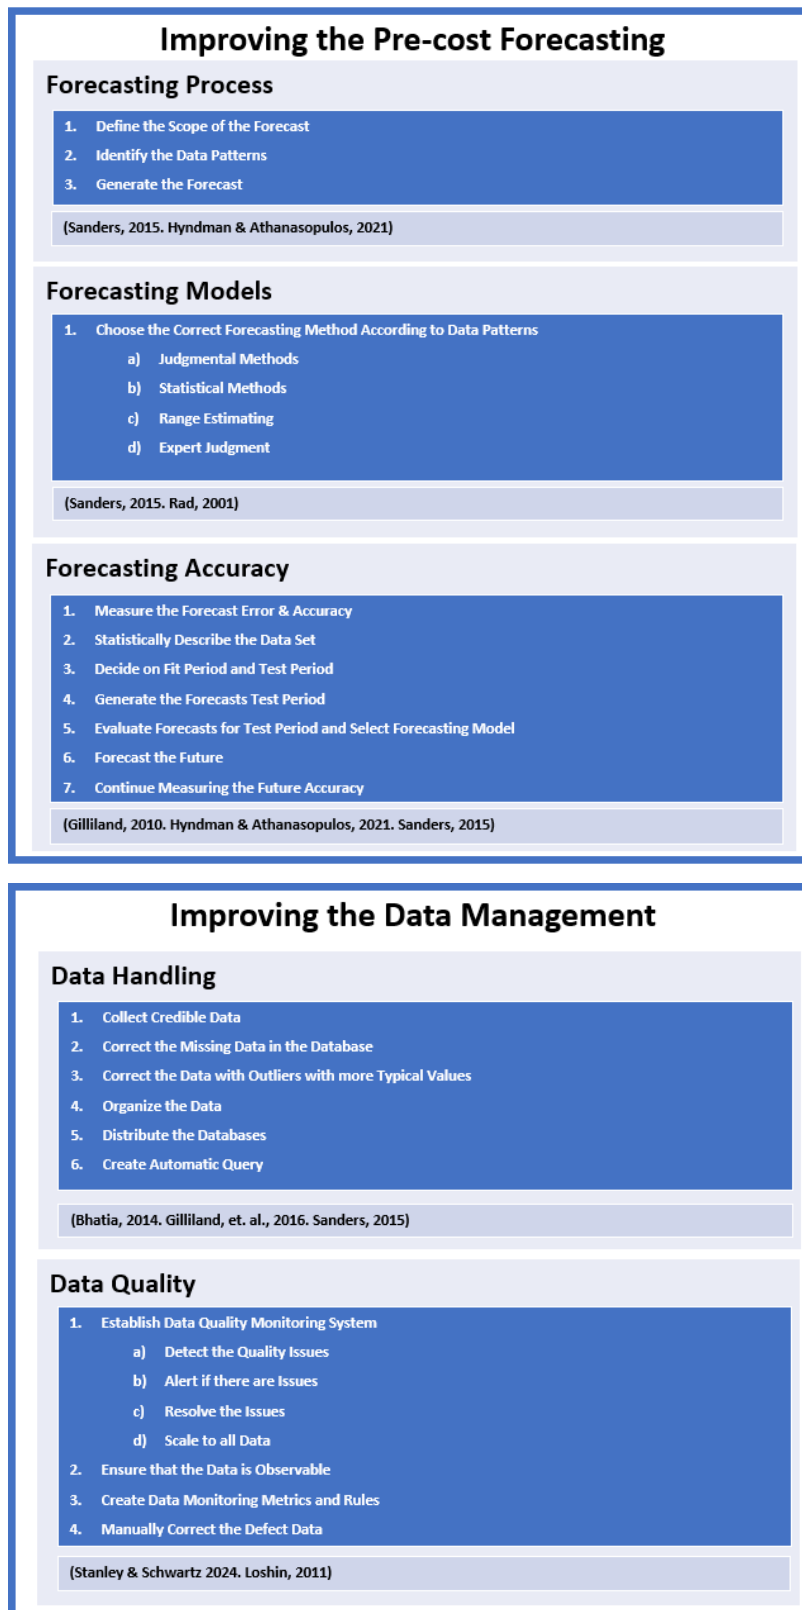 Improving the Pre-cost Forecasting
Forecasting Process
1. Define the Scope of the Forecast
2. Identify the Data Patterns
3. Generate the Forecast
(Sanders, 2015. Hyndman & Athanasopulos, 2021)
Forecasting Models
1. Choose the Correct Forecasting Method According to Data Patterns
a) Judgmental Methods
b) Statistical Methods
c) Range Estimating
d) Expert Judgment
(Sanders, 2015. Rad, 2001)
Forecasting Accuracy
1. Measure the Forecast Error & Accuracy
2. Statistically Describe the Data Set
3. Decide on Fit Period and Test Period
4. Generate the Forecasts Test Period
5. Evaluate Forecasts for Test Period and Select Forecasting Model
6. Forecast the Future
7. Continue Measuring the Future Accuracy
(Gilliland, 2010. Hyndman & Athanasopulos, 2021. Sanders, 2015)
Improving the Data Management
Data Handling
1. Collect Credible Data
2. Correct the Missing Data in the Database
3. Correct the Data with Outliers with more Typical Values
4. Organize the Data
5. Distribute the Databases
6. Create Automatic Query
(Bhatia, 2014. Gilliland, et. al., 2016. Sanders, 2015)
Data Quality
1. Establish Data Quality Monitoring System
a) Detect the Quality Issues
b) Alert if there are Issues
c) Resolve the Issues
d) Scale to all Data
2. Ensure that the Data is Observable
3. Create Data Monitoring Metrics and Rules
4. Manually Correct the Defect Data
(Stanley & Schwartz 2024. Loshin, 2011)